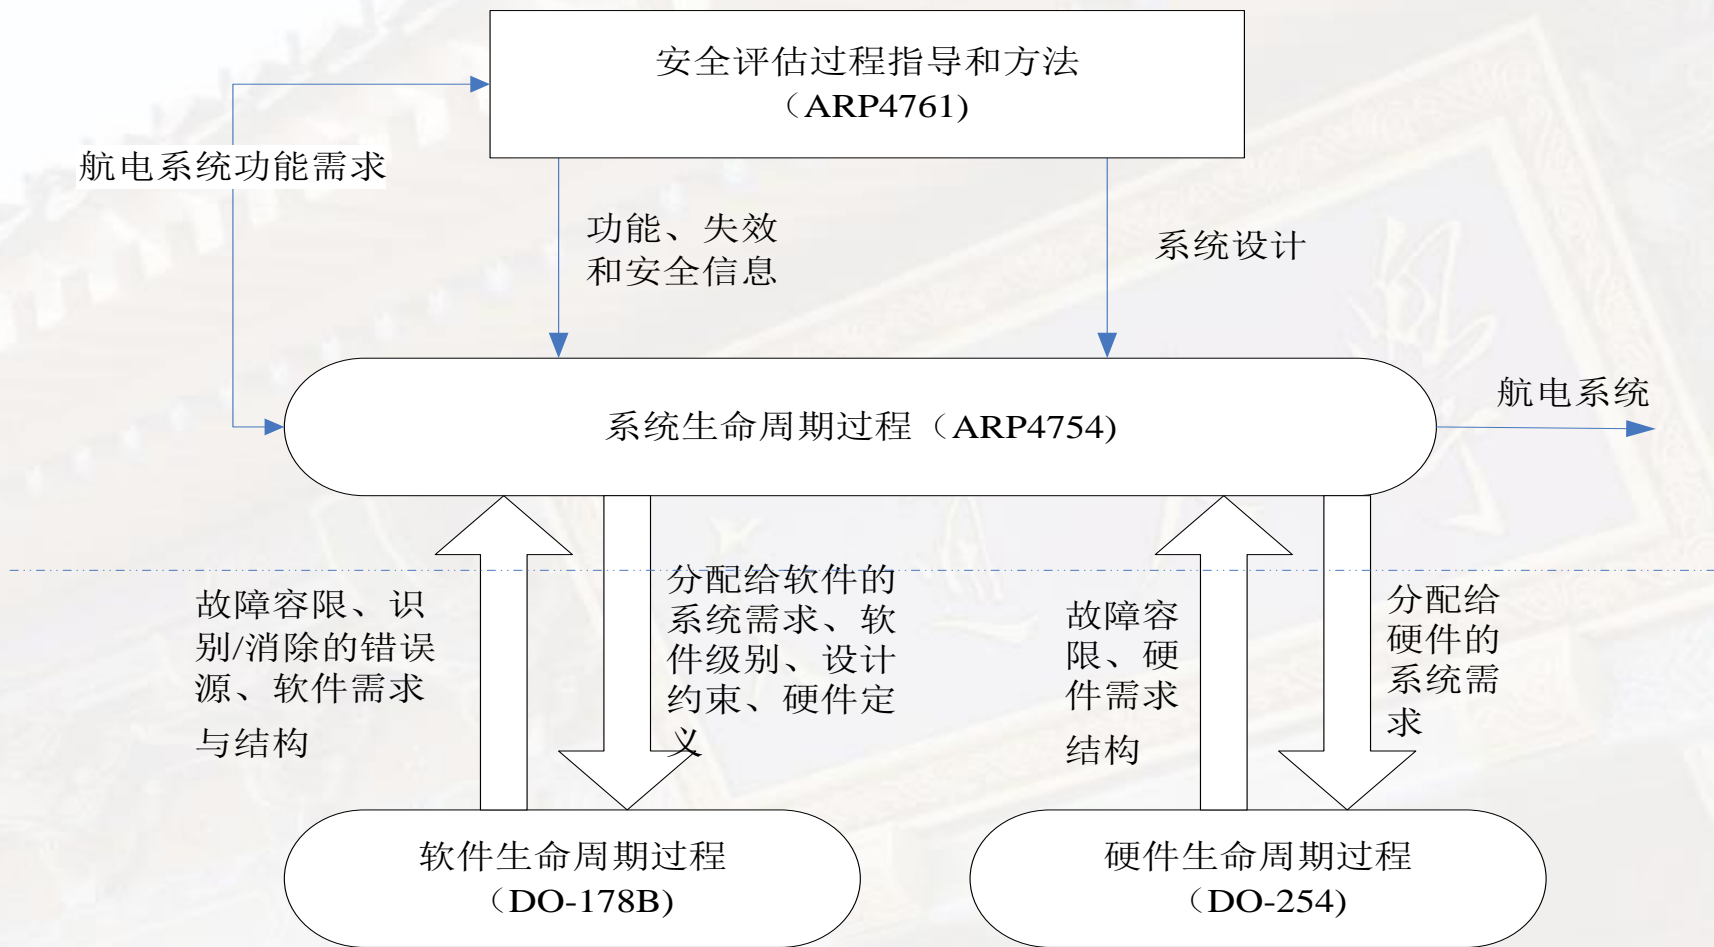 安全评估过程指导和方法
（ARP4761)
航电系统功能需求
功能、失效
和安全信息
系统设计
系统生命周期过程（ARP4754)
航电系统
故障容限、识
别/消除的错误
源、软件需求
与结构
分配给软件的
系统需求、软
件级别、设计
约束、硬件定
义
故障容
限、硬
件需求
结构
分配给
硬件的
系统需
求
软件生命周期过程
（DO-178B)
硬件生命周期过程
（DO-254)